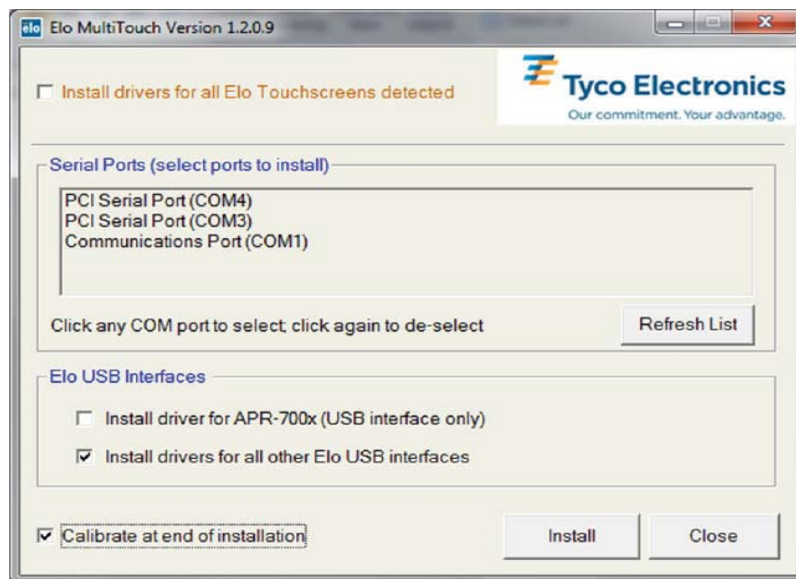 elo Elo MultiTouch Version 1.2.0.9
Install drivers for all Elo Touchscreens detected
Tyco Electronics
Our commitment. Your advantage.
Serial Ports (select ports to install)
PCI Serial Port (COM4)
PCI Serial Port (COM3)
Communications Port (COM1)
Click any COM port to select; click again to de-select
Refresh List
Elo USB Interfaces
Install driver for APR-700x (USB interface only)
Install drivers for all other Elo USB interfaces
Calibrate at end of installation
Install
Close